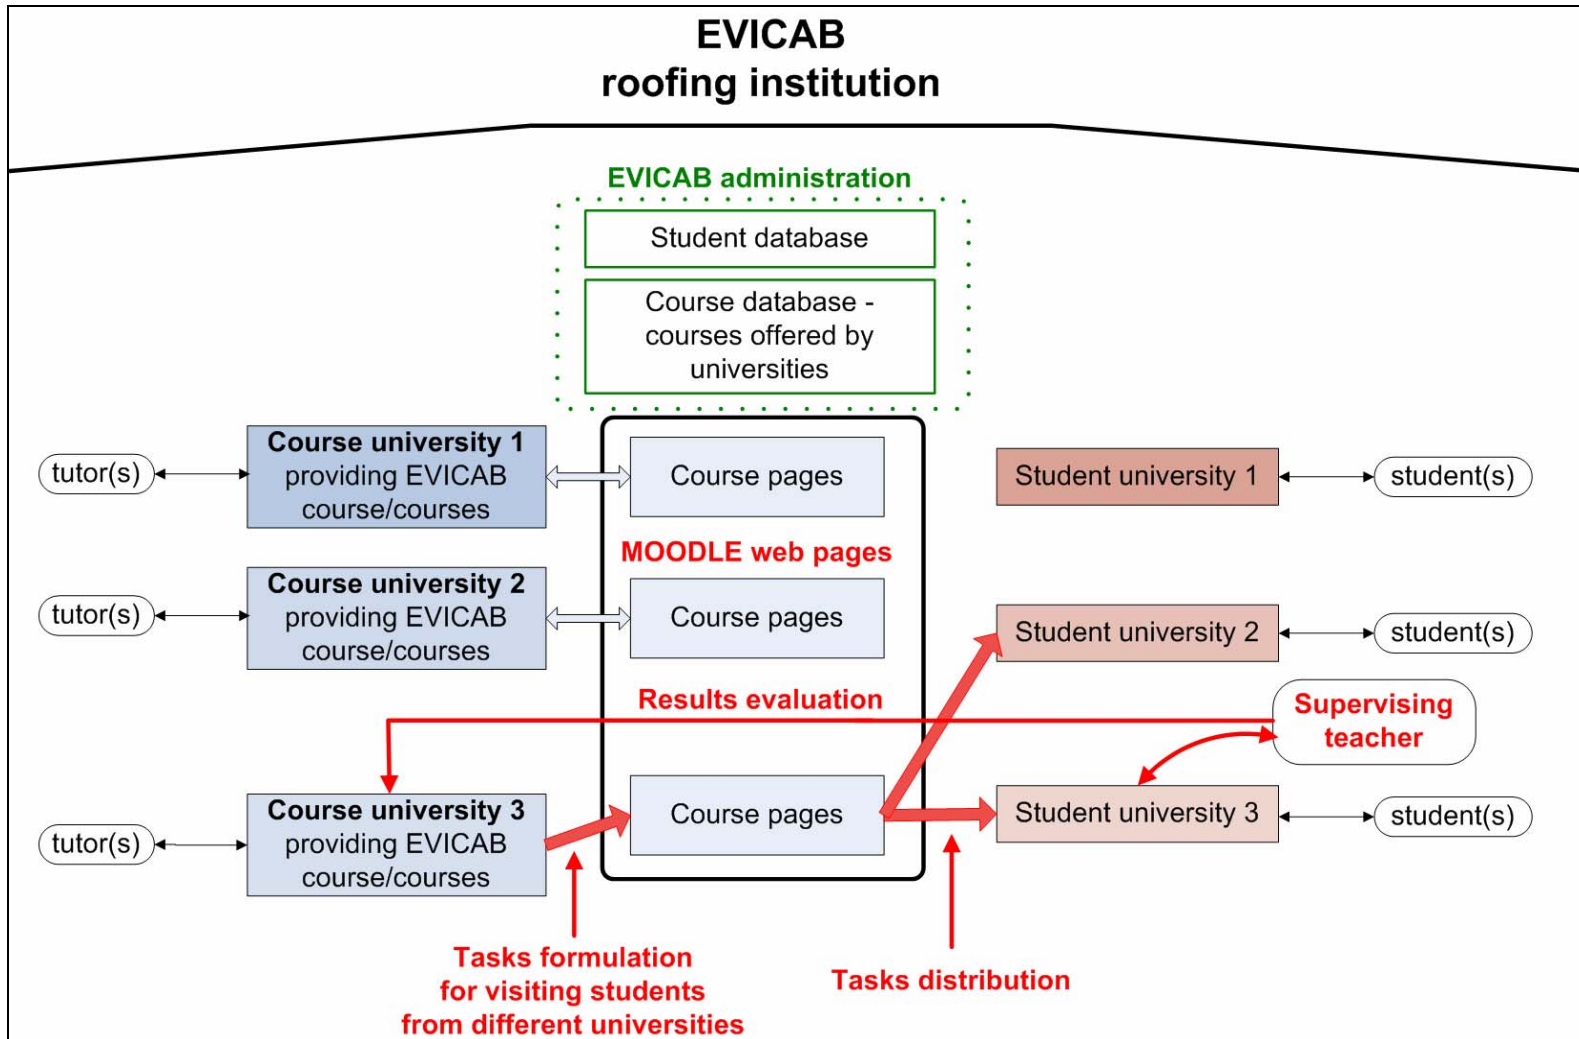 EVICAB
roofing institution
EVICAB administration
Student database
Course database -
courses offered by
universities
tutor(s)
Course university 1
providing EVICAB
course/courses
Course pages
Student university 1
student(s)
MOODLE web pages
tutor(s)
Course university 2
providing EVICAB
course/courses
Course pages
Student university 2
student(s)
Results evaluation
Supervising
teacher
tutor(s)
Course university 3
providing EVICAB
course/courses
Course pages
Student university 3
student(s)
Tasks formulation
for visiting students
from different universities
Tasks distribution